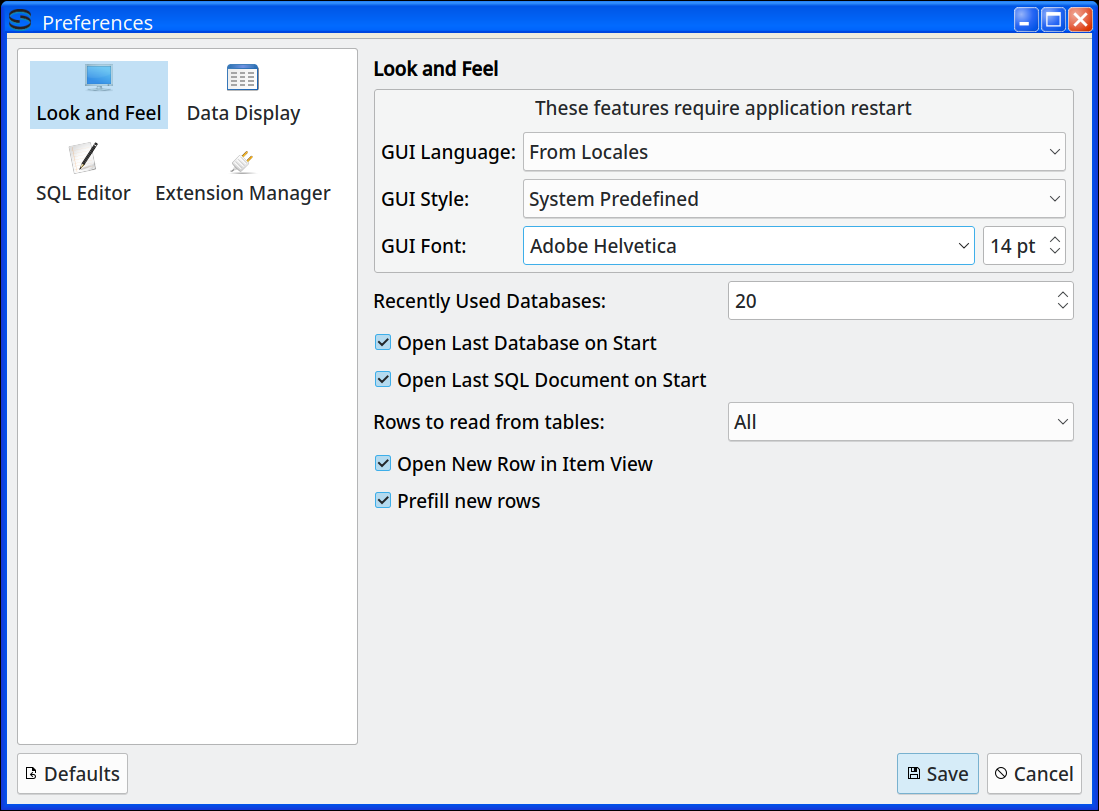 Preferences
Look and Feel
Data Display
SQL Editor
Extension Manager
Look and Feel
These features require application restart
GUI Language: From Locales
GUI Style: System Predefined
GUI Font: Adobe Helvetica 14 pt
Recently Used Databases: 20
Open Last Database on Start
Open Last SQL Document on Start
Rows to read from tables: All
Open New Row in Item View
Prefill new rows
Defaults
Save
Cancel